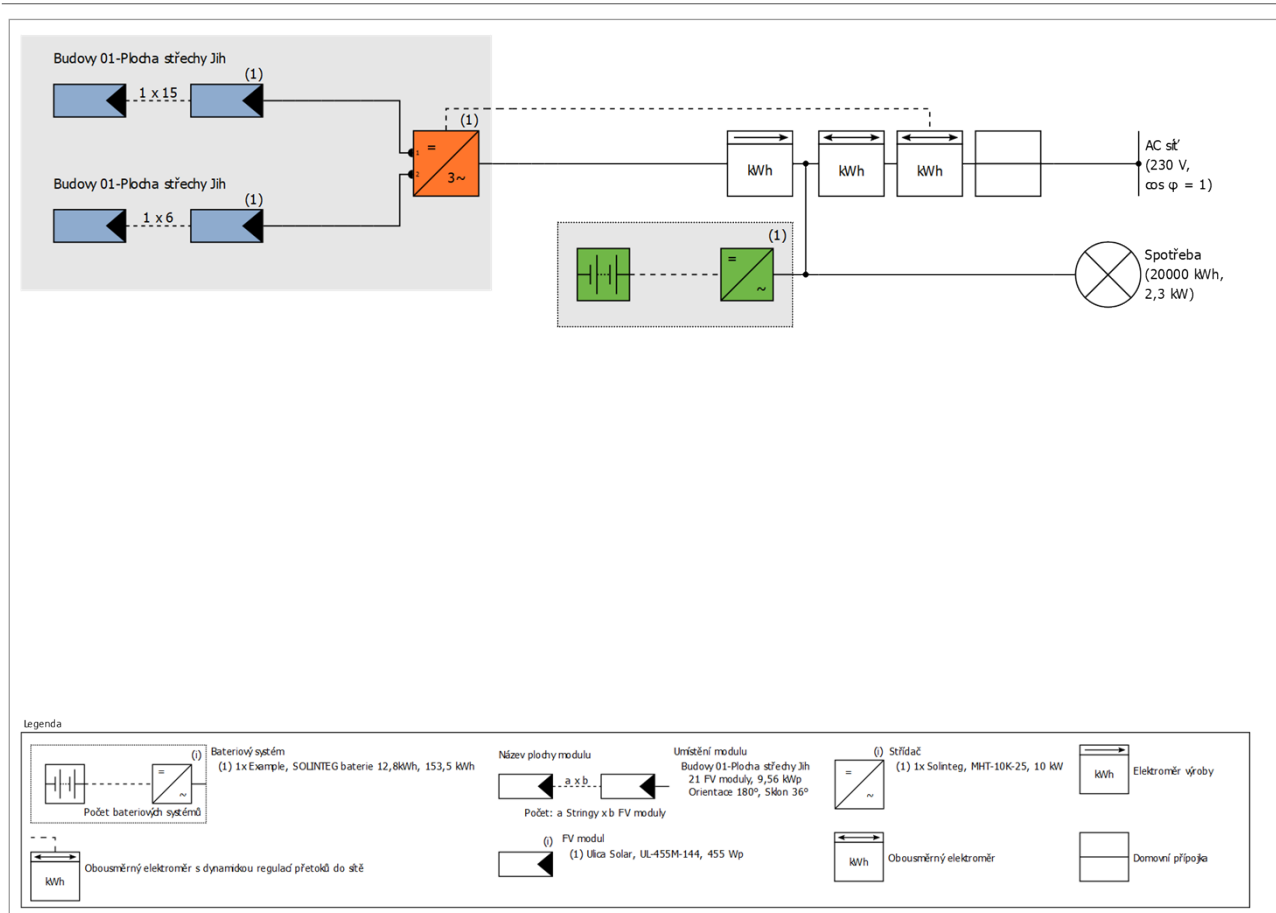 Budovy 01-Plocha střechy Jih
(1)
1 x 15
(1)
1
2
=
3~
Budovy 01-Plocha střechy Jih
(1)
1 x 6
kWh
kWh
kWh
AC síť
(230 V,
cos φ = 1)
(1)
=
~
Spotřeba
(20000 kWh,
2,3 kW)
Legenda
(i)
Bateriový systém
(1) 1x Example, SOLINTEG baterie 12,8kWh, 153,5 kWh
=
~
Počet bateriových systémů
kWh
Obousměrný elektroměr s dynamickou regulací přetoků do sítě
Název plochy modulu
a x b
Počet: a Stringy x b FV moduly
Umístění modulu
Budovy 01-Plocha střechy Jih
21 FV moduly, 9,56 kWp
Orientace 180°, Sklon 36°
(i) FV modul
(1) Ulica Solar, UL-455M-144, 455 Wp
(i) Střídač
(1) 1x Solinteg, MHT-10K-25, 10 kW
=
~
kWh
Obousměrný elektroměr
kWh
Elektroměr výroby
Domovní přípojka